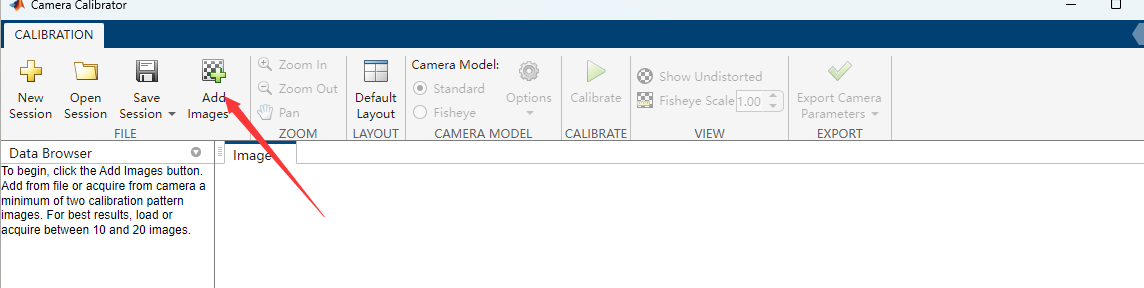 Camera Calibrator
CALIBRATION
New Session
Open Session
Save Session
Add Images
FILE
Zoom In
Zoom Out
Pan
ZOOM
Default Layout
LAYOUT
Camera Model:
Standard
Fisheye
Options
CAMERA MODEL
Calibrate
CALIBRATE
Show Undistorted
Fisheye Scale 1.00
VIEW
Export Camera Parameters
EXPORT
Data Browser
Image
To begin, click the Add Images button.
Add from file or acquire from camera a
minimum of two calibration pattern
images. For best results, load or
acquire between 10 and 20 images.